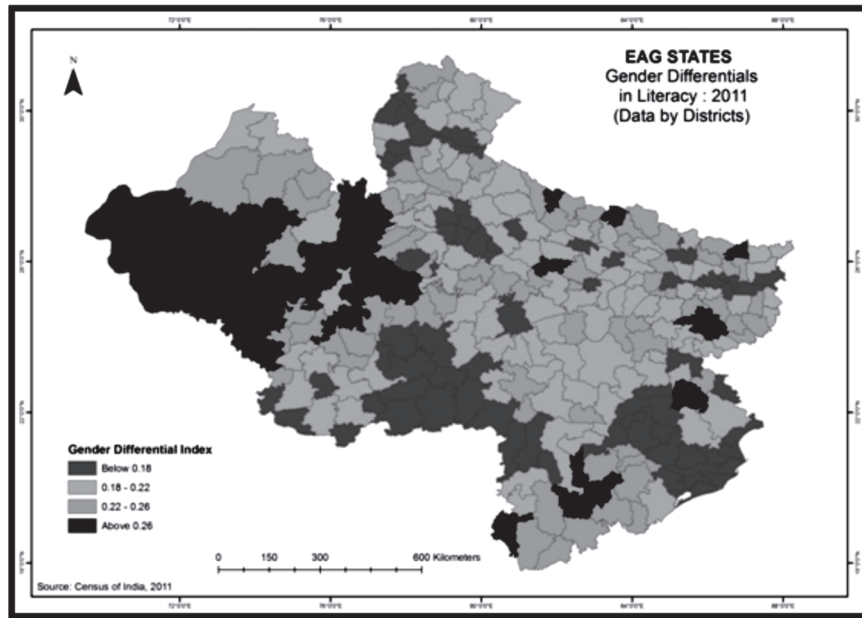 72°0'0"E 76°0'0"E 80°0'0"E 84°0'0"E 88°0'0"E
N
EAG STATES
Gender Differentials
in Literacy : 2011
(Data by Districts)
Gender Differential Index
Below 0.18
0.18 - 0.22
0.22 - 0.26
Above 0.26
0 150 300 600 Kilometers
Source: Census of India, 2011